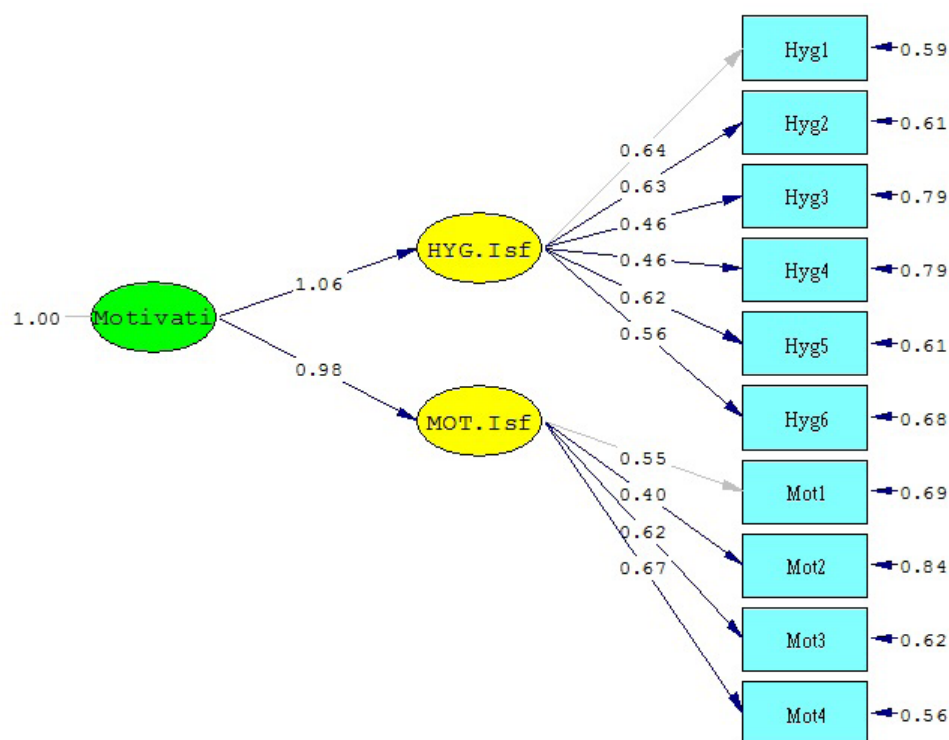 Hyg1
0.59
Hyg2
0.61
0.64
0.63
Hyg3
0.79
0.46
HYG.Isf
0.46
Hyg4
0.79
1.06
0.62
1.00
Motivati
0.56
Hyg5
0.61
0.98
Hyg6
0.68
MOT.Isf
0.55
0.40
Mot1
0.69
0.62
0.67
Mot2
0.84
Mot3
0.62
Mot4
0.56